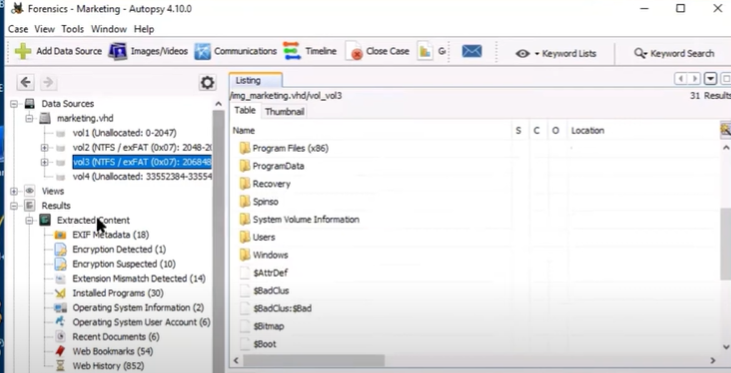 Forensics - Marketing - Autopsy 4.10.0
Case View Tools Window Help
Add Data Source Images/Videos Communications Timeline Close Case G Keyword Lists Keyword Search
Listing
/img_marketing.vhd/vol_vol3 31 Results
Table Thumbnail
Name S C O Location
Data Sources
marketing.vhd
vol1 (Unallocated: 0-2047)
vol2 (NTFS / exFAT (0x07): 2048-20
vol3 (NTFS / exFAT (0x07): 206848
vol4 (Unallocated: 33552384-33554
Views
Results
Extracted Content
EXIF Metadata (18)
Encryption Detected (1)
Encryption Suspected (10)
Extension Mismatch Detected (14)
Installed Programs (30)
Operating System Information (2)
Operating System User Account (6)
Recent Documents (6)
Web Bookmarks (54)
Web History (852)
Program Files (x86)
ProgramData
Recovery
Spinso
System Volume Information
Users
Windows
$AttrDef
$BadClus
$BadClus:$Bad
$Bitmap
$Boot